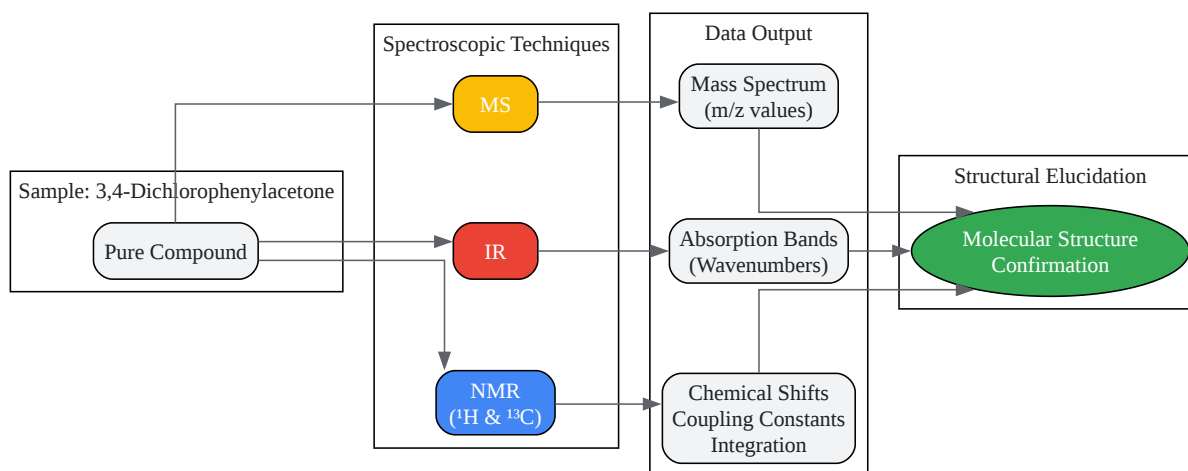 Sample: 3,4-Dichlorophenylacetone
Pure Compound
Spectroscopic Techniques
MS
IR
NMR
(¹H & ¹³C)
Data Output
Mass Spectrum
(m/z values)
Absorption Bands
(Wavenumbers)
Chemical Shifts
Coupling Constants
Integration
Structural Elucidation
Molecular Structure
Confirmation